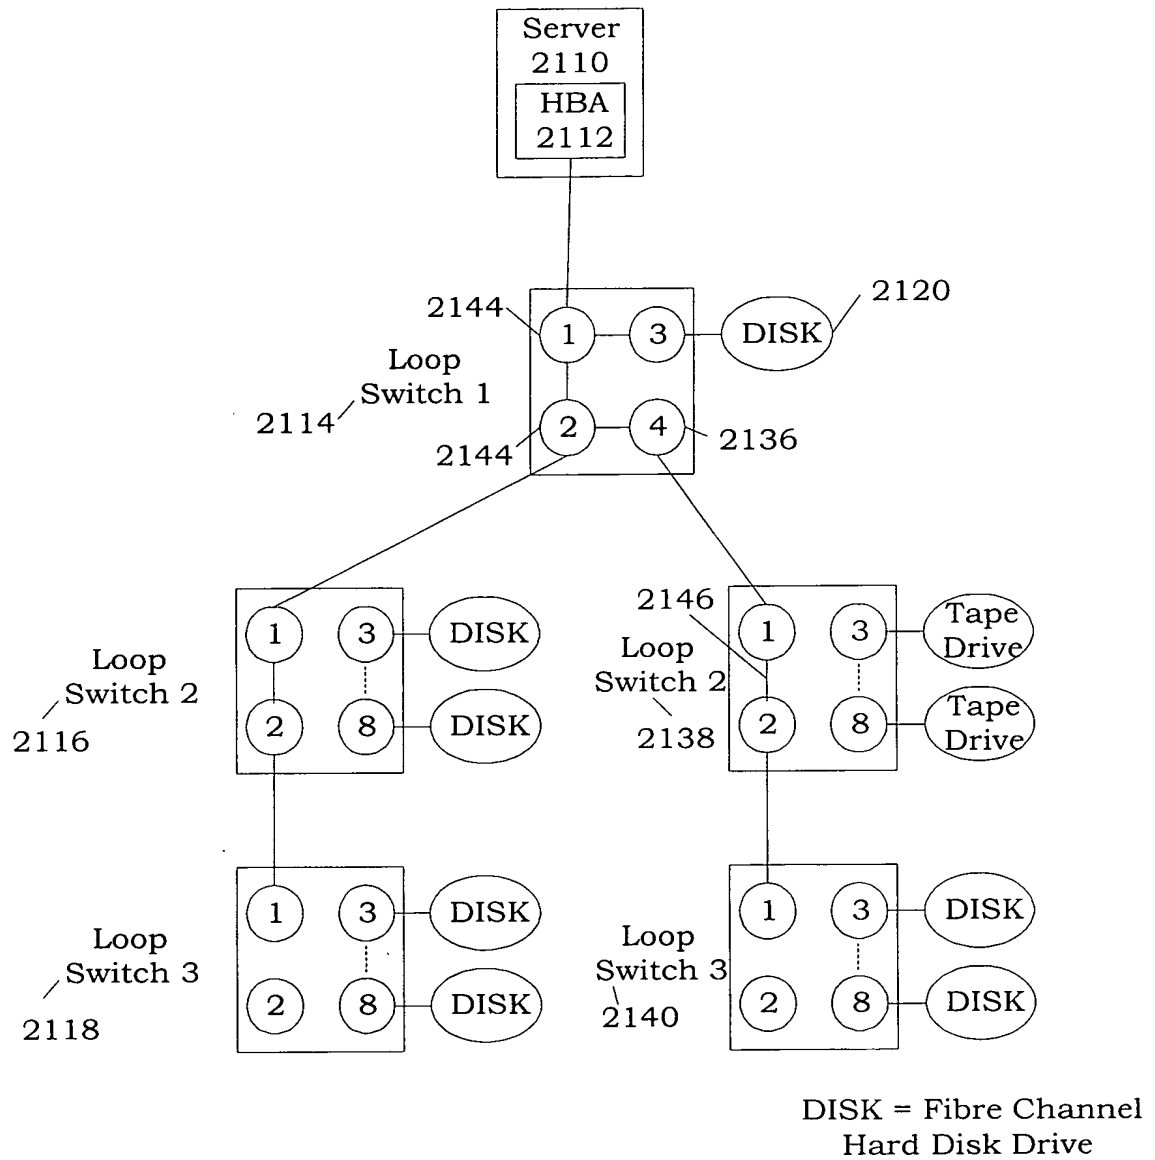 Server
2110
HBA
2112
2144
1
3
DISK
2120
Loop
Switch 1
2114
2144
2
4
2136
Loop
Switch 2
2116
1
3
DISK
2
8
DISK
2146
Loop
Switch 2
2138
1
3
Tape
Drive
2
8
Tape
Drive
Loop
Switch 3
2118
1
3
DISK
2
8
DISK
Loop
Switch 3
2140
1
3
DISK
2
8
DISK
DISK = Fibre Channel
Hard Disk Drive